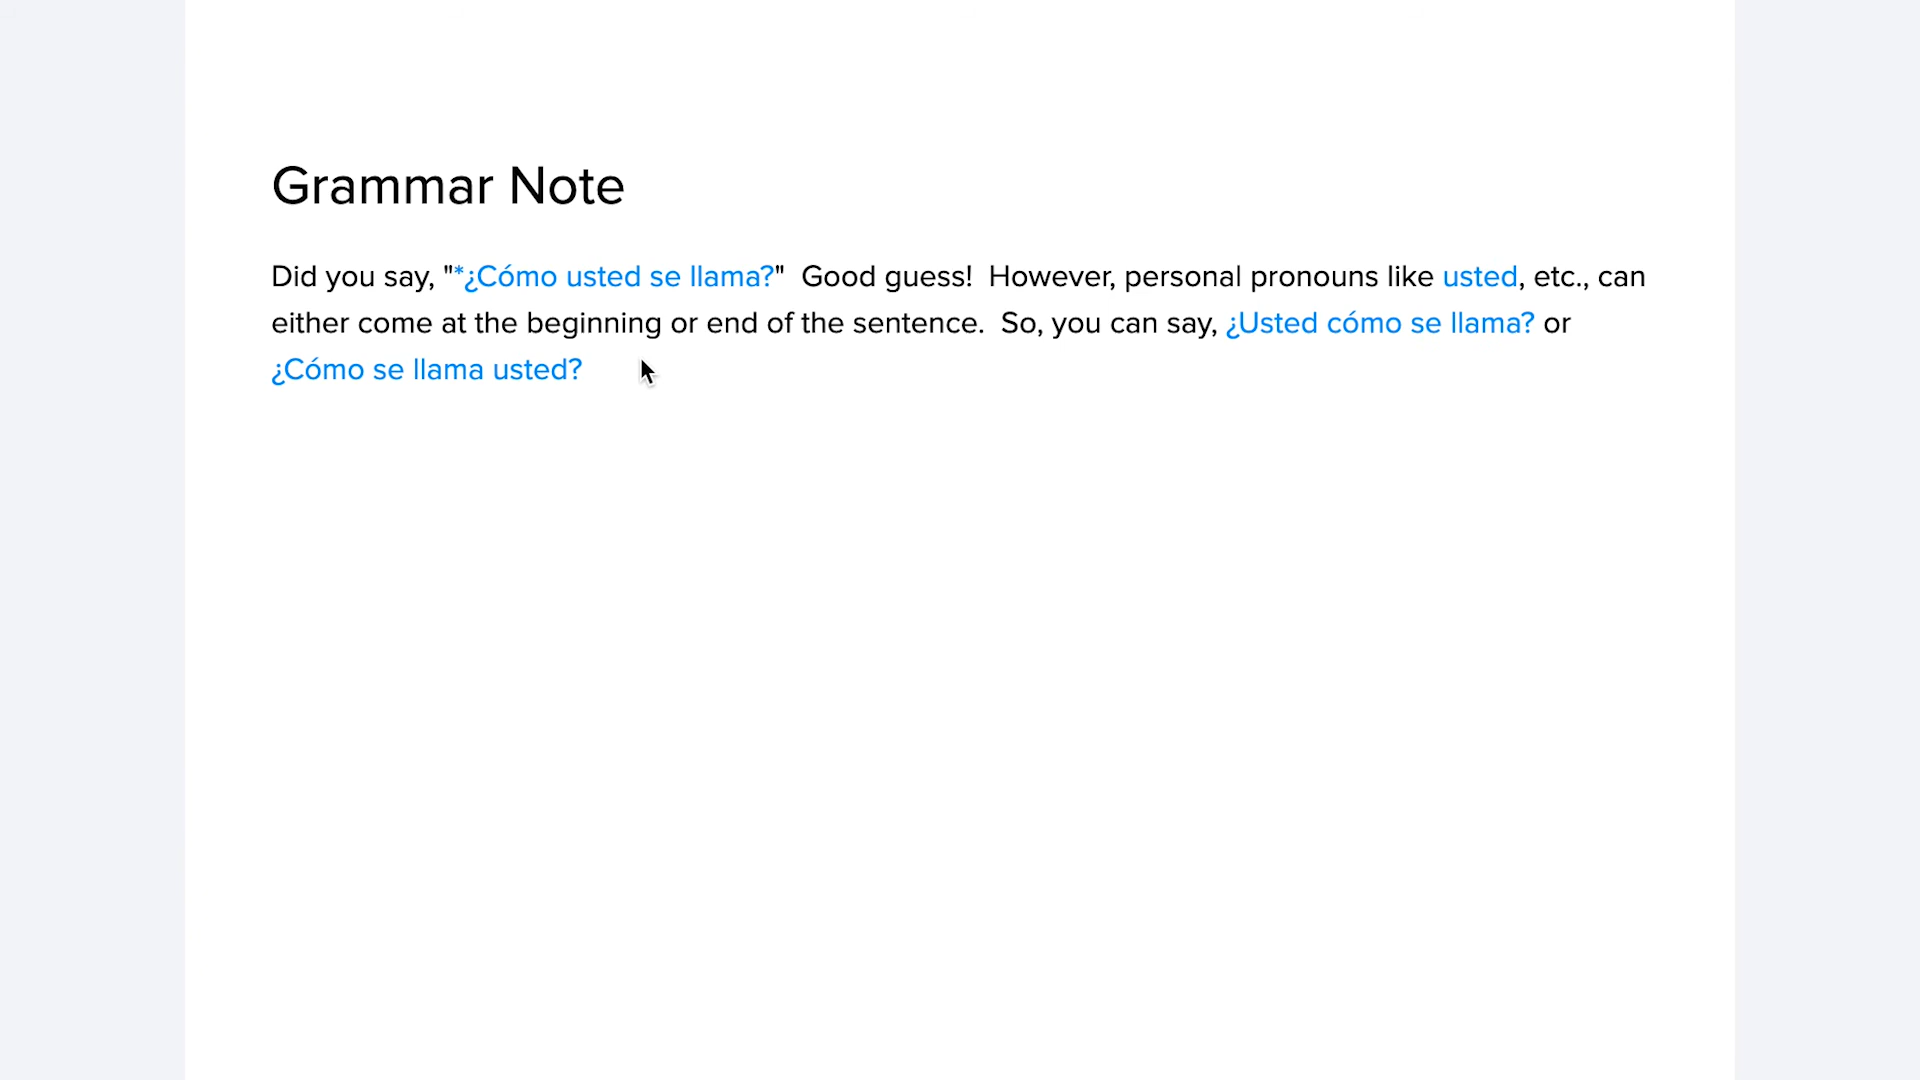 Grammar Note
Did you say, "*¿Cómo usted se llama?"  Good guess!  However, personal pronouns like usted, etc., can
either come at the beginning or end of the sentence.  So, you can say, ¿Usted cómo se llama? or
¿Cómo se llama usted?